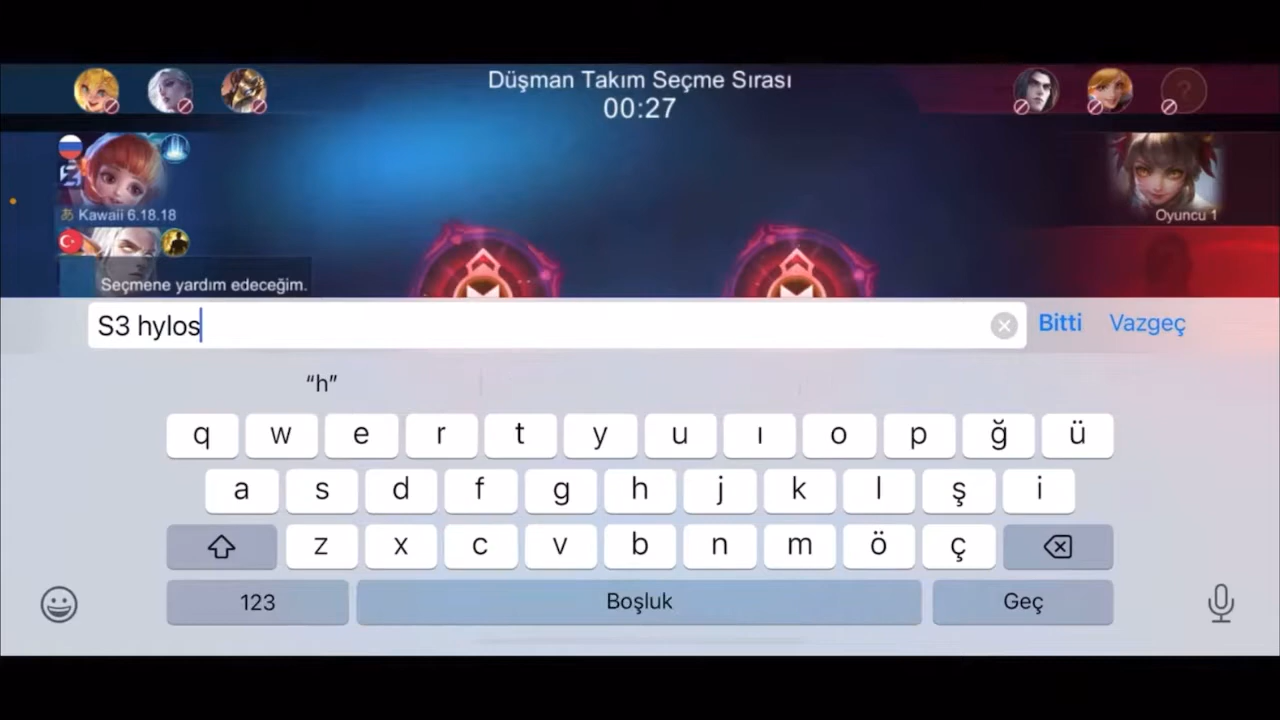 Düşman Takım Seçme Sırası
00:27
?
あ Kawaii 6.18.18
Oyuncu 1
Seçmene yardım edeceğim.
S3 hylos
Bitti
Vazgeç
“h”
q w e r t y u ı o p ğ ü
a s d f g h j k l ş i
z x c v b n m ö ç
123
Boşluk
Geç